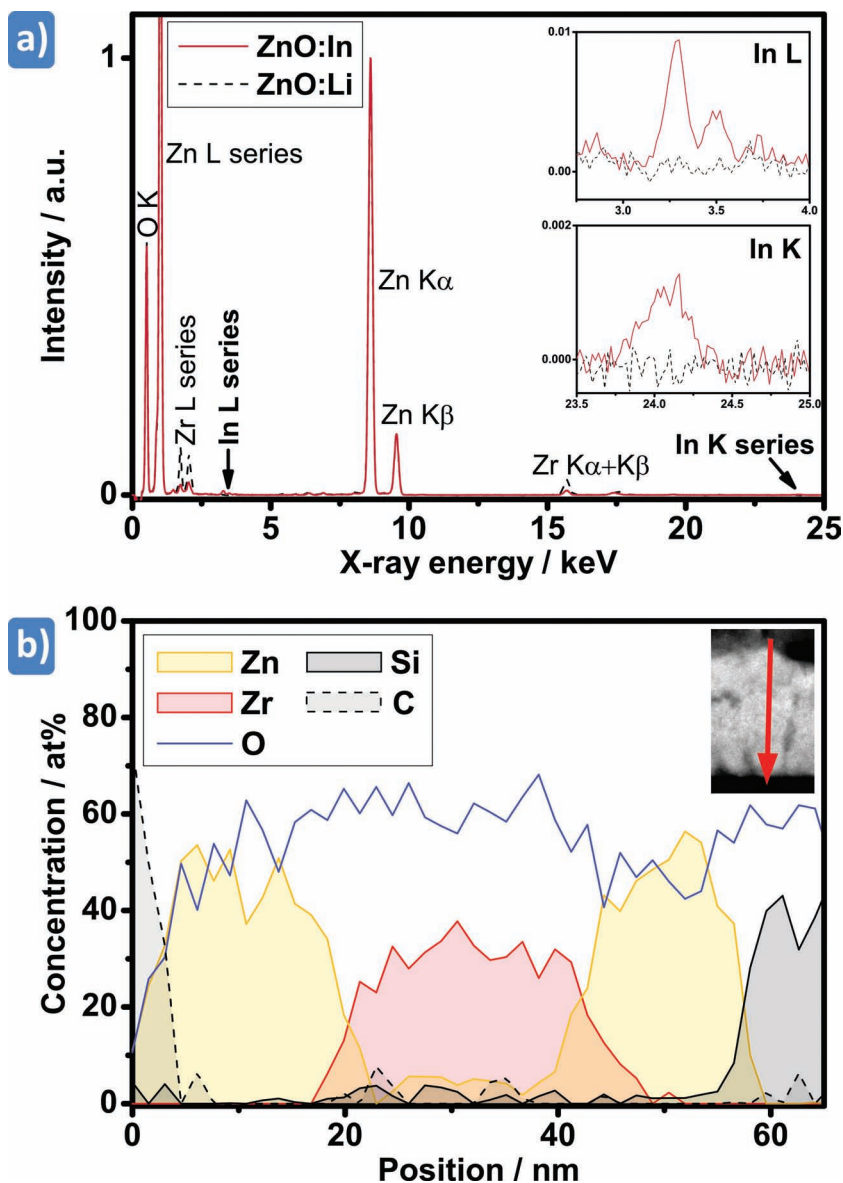 a)
ZnO:In
ZnO:Li
1
0
Intensity / a.u.
O K
Zn L series
Zr L series
In L series
Zn Kα
Zn Kβ
Zr Kα+Kβ
In K series
In L
0.01
0.00
3.0 3.5 4.0
In K
0.002
0.000
23.5 24.0 24.5 25.0
0 5 10 15 20 25
X-ray energy / keV
b)
Zn Si
Zr C
O
100
80
60
40
20
0
Concentration / at%
0 20 40 60
Position / nm